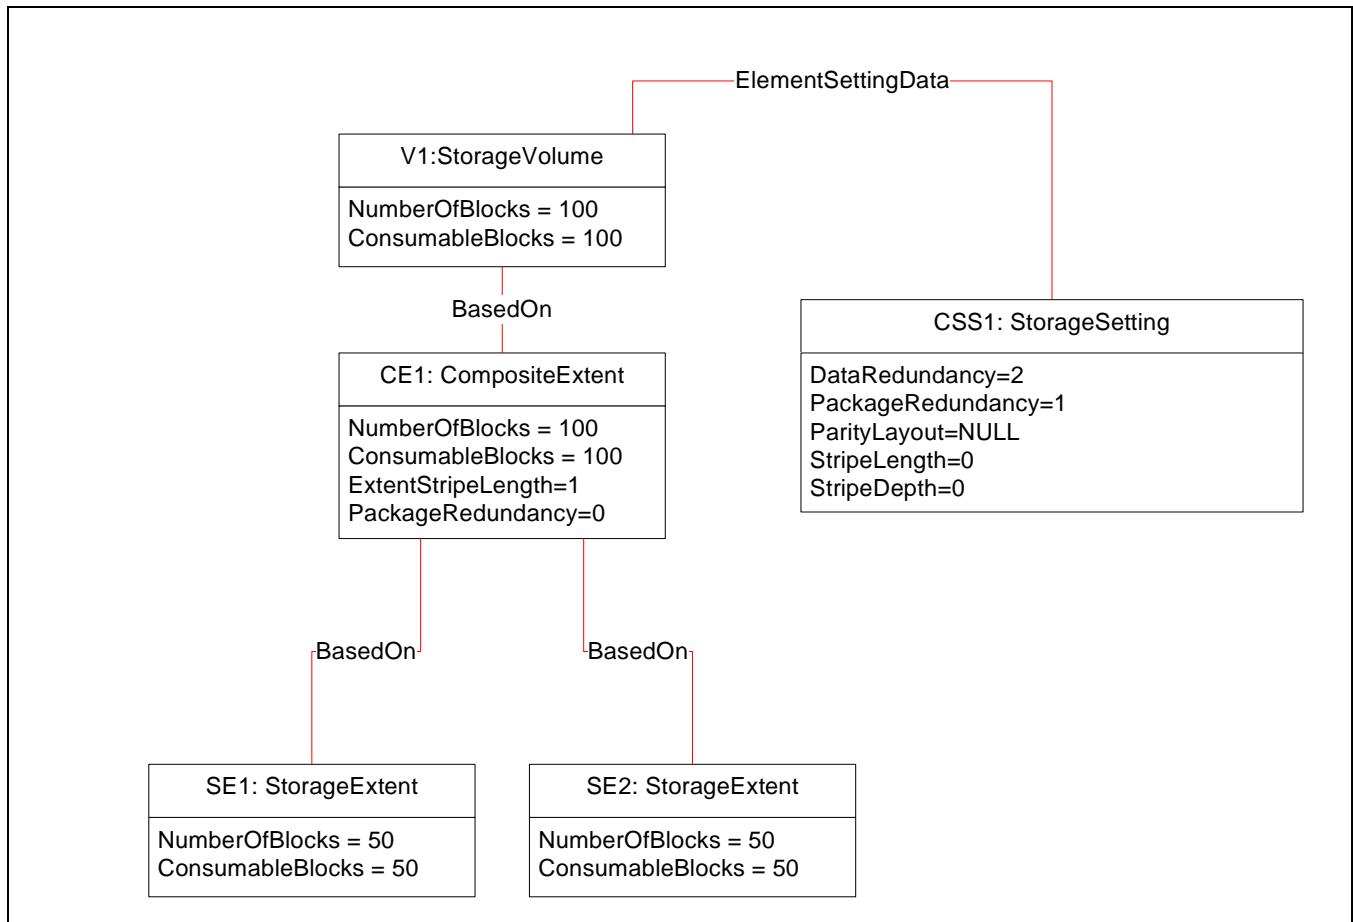 ElementSettingData
V1:StorageVolume
NumberOfBlocks = 100
ConsumableBlocks = 100
BasedOn
CSS1: StorageSetting
DataRedundancy=2
PackageRedundancy=1
ParityLayout=NULL
StripeLength=0
StripeDepth=0
CE1: CompositeExtent
NumberOfBlocks = 100
ConsumableBlocks = 100
ExtentStripeLength=1
PackageRedundancy=0
BasedOn
BasedOn
SE1: StorageExtent
NumberOfBlocks = 50
ConsumableBlocks = 50
SE2: StorageExtent
NumberOfBlocks = 50
ConsumableBlocks = 50